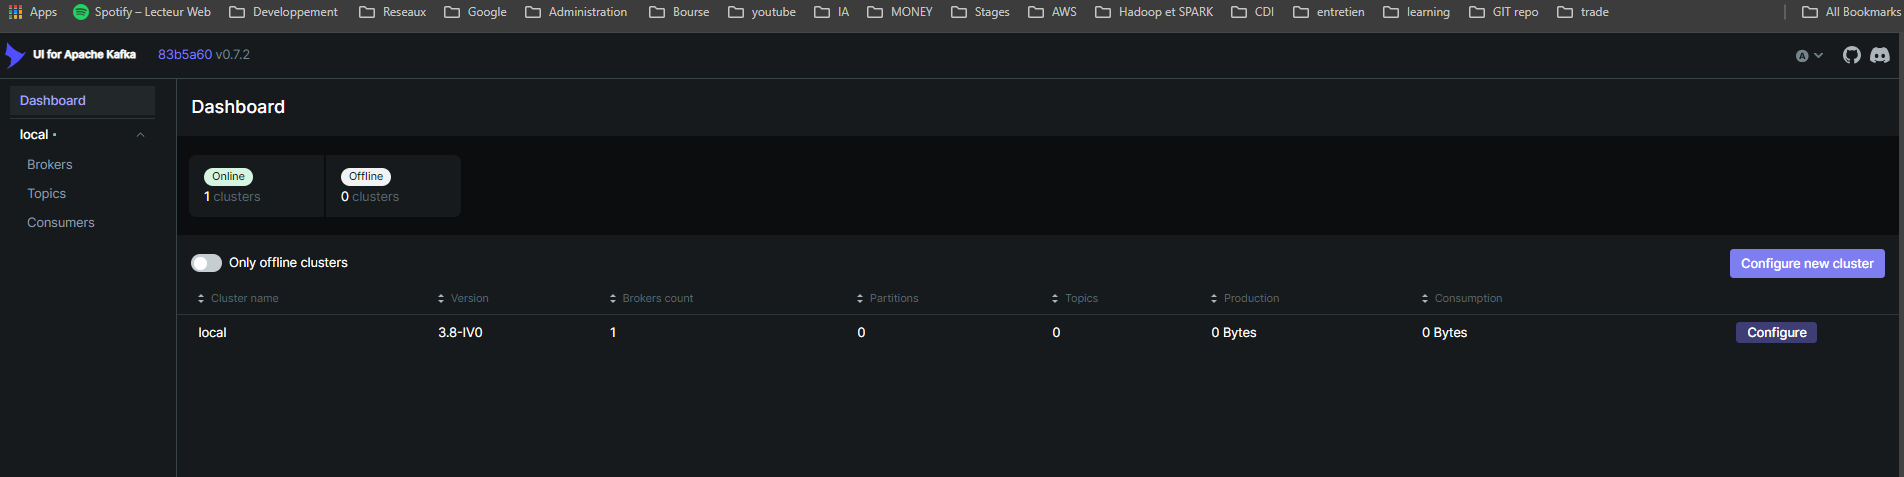 Apps Spotify – Lecteur Web Developpement Reseaux Google Administration Bourse youtube IA MONEY Stages AWS Hadoop et SPARK CDI entretien learning GIT repo trade All Bookmarks
UI for Apache Kafka 83b5a60 v0.7.2 A
Dashboard
local
Brokers
Topics
Consumers
Dashboard
Online Offline
1 clusters 0 clusters
Only offline clusters Configure new cluster
Cluster name Version Brokers count Partitions Topics Production Consumption
local 3.8-IV0 1 0 0 0 Bytes 0 Bytes Configure